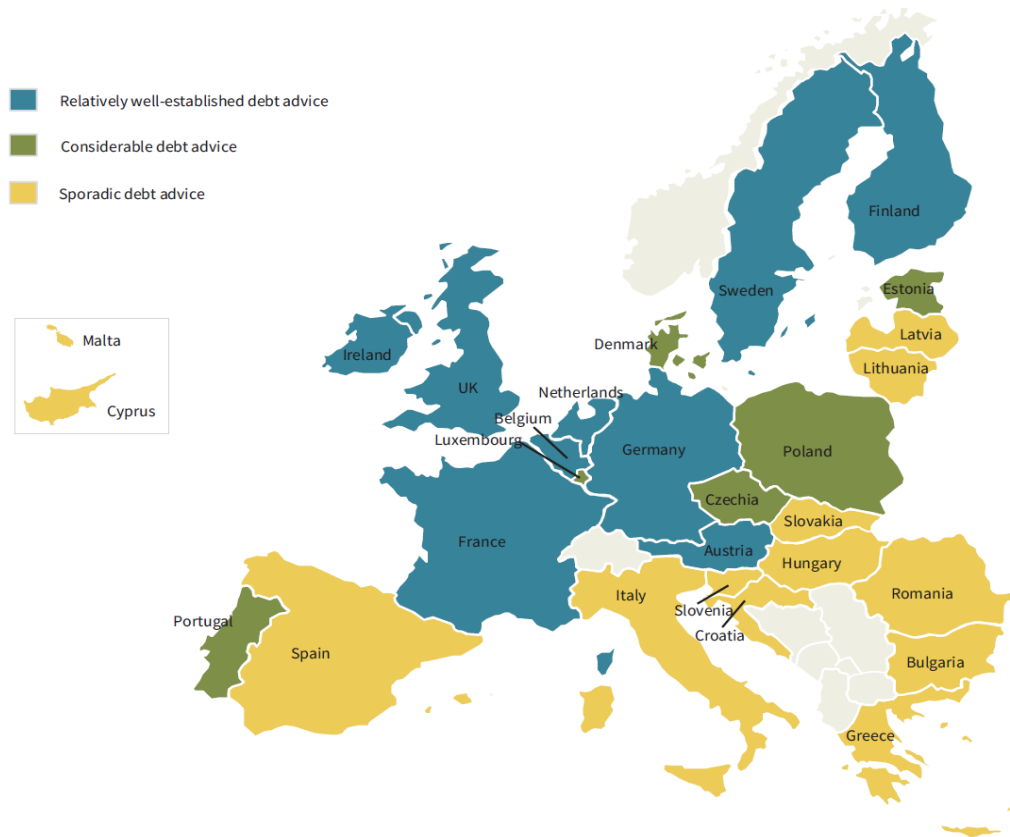 Relatively well-established debt advice
Considerable debt advice
Sporadic debt advice
Finland
Sweden
Estonia
Latvia
Lithuania
Denmark
Malta
Cyprus
Ireland
UK
Netherlands
Belgium
Luxembourg
Germany
Poland
Czechia
Slovakia
France
Austria
Hungary
Italy
Slovenia
Croatia
Romania
Portugal
Spain
Bulgaria
Greece